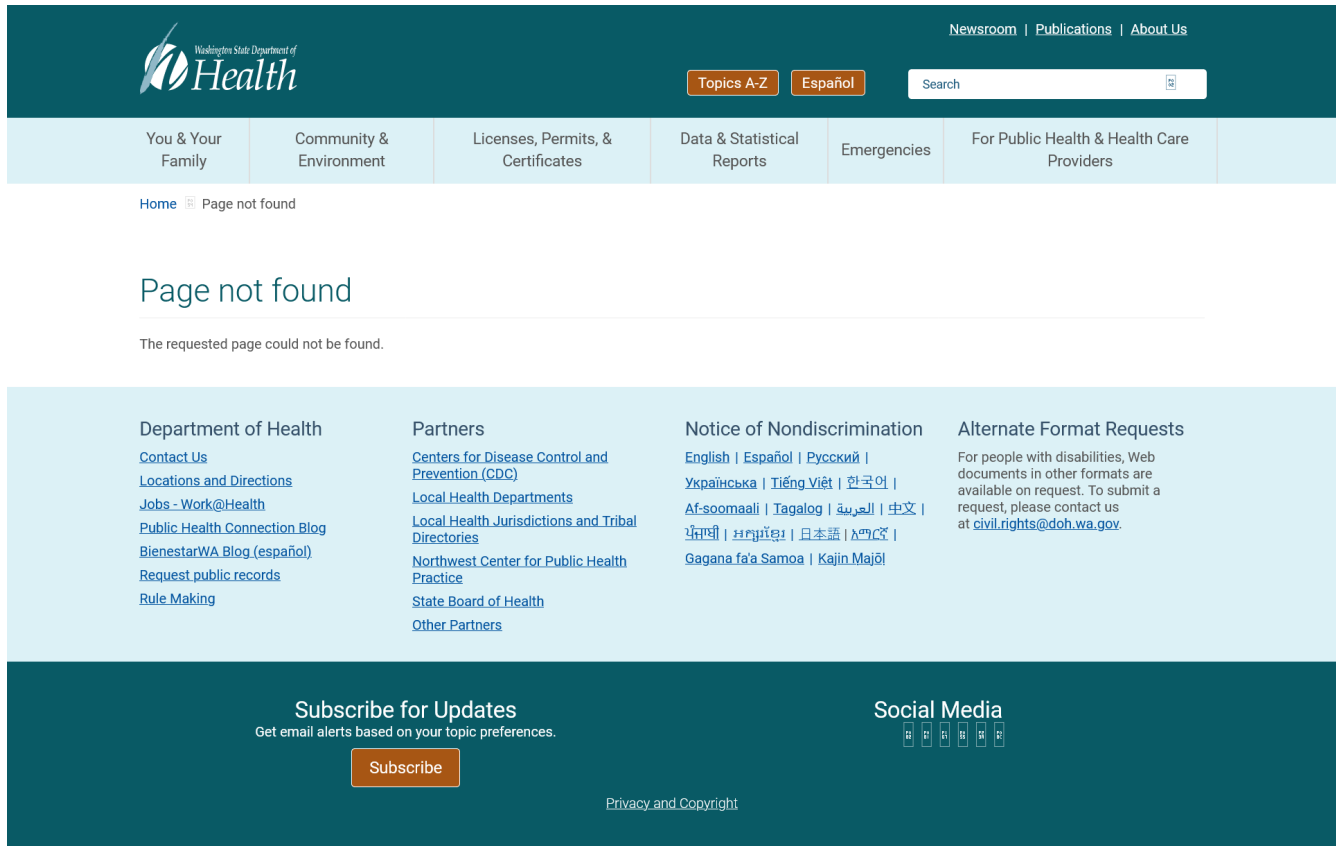 Newsroom | Publications | About Us
Washington State Department of
Health
Topics A-Z
Español
Search
You & Your
Family
Community &
Environment
Licenses, Permits, &
Certificates
Data & Statistical
Reports
Emergencies
For Public Health & Health Care
Providers
Home Page not found
Page not found
The requested page could not be found.
Department of Health
Contact Us
Locations and Directions
Jobs - Work@Health
Public Health Connection Blog
BienestarWA Blog (español)
Request public records
Rule Making
Partners
Centers for Disease Control and
Prevention (CDC)
Local Health Departments
Local Health Jurisdictions and Tribal
Directories
Northwest Center for Public Health
Practice
State Board of Health
Other Partners
Notice of Nondiscrimination
English | Español | Русский |
Українська | Tiếng Việt | 한국어 |
Af-soomaali | Tagalog | العربية | 中文 |
ਪੰਜਾਬੀ | អក្សរខ្មែរ | 日本語 | አማርኛ |
Gagana fa'a Samoa | Kajin Ṃajōḷ
Alternate Format Requests
For people with disabilities, Web
documents in other formats are
available on request. To submit a
request, please contact us
at civil.rights@doh.wa.gov.
Subscribe for Updates
Get email alerts based on your topic preferences.
Subscribe
Social Media
Privacy and Copyright